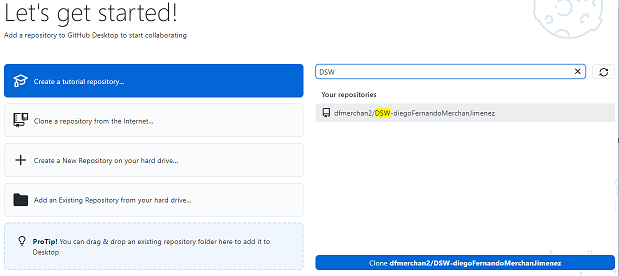 Let's get started!
Add a repository to GitHub Desktop to start collaborating
Create a tutorial repository...
Clone a repository from the Internet...
Create a New Repository on your hard drive...
Add an Existing Repository from your hard drive...
ProTip! You can drag & drop an existing repository folder here to add it to
Desktop
DSW
Your repositories
dfmerchan2/DSW-diegoFernandoMerchanJimenez
Clone dfmerchan2/DSW-diegoFernandoMerchanJimenez